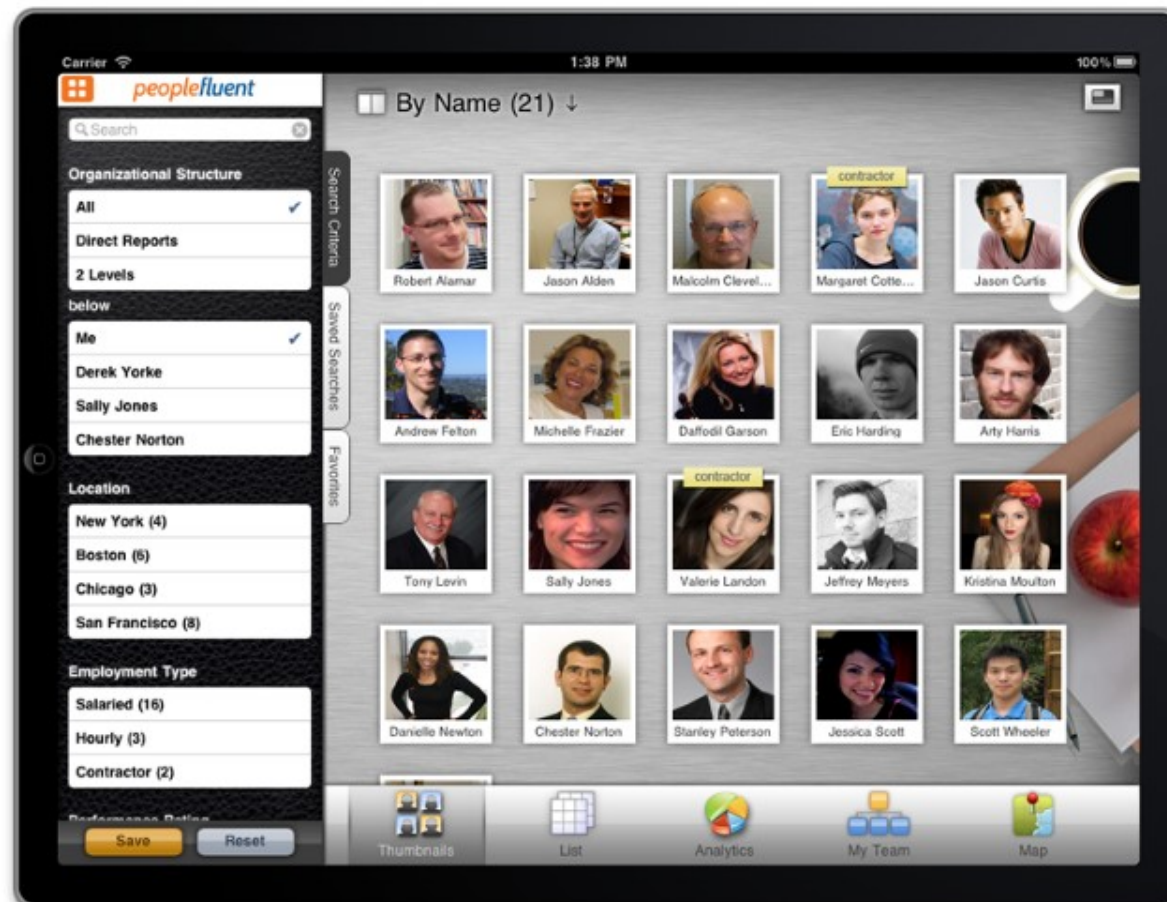 Carrier
1:38 PM
100%
peoplefluent
Search
Organizational Structure
All
Direct Reports
2 Levels
below
Me
Derek Yorke
Sally Jones
Chester Norton
Location
New York (4)
Boston (6)
Chicago (3)
San Francisco (8)
Employment Type
Salaried (16)
Hourly (3)
Contractor (2)
Performance Rating
Save
Reset
Search Criteria
Saved Searches
Favorites
By Name (21) ↓
contractor
Robert Alamar
Jason Alden
Malcolm Clevel...
Margaret Cotte...
Jason Curtis
Andrew Felton
Michelle Frazier
Daffodil Garson
Eric Harding
Arty Harris
contractor
Tony Levin
Sally Jones
Valerie Landon
Jeffrey Meyers
Kristina Moulton
Danielle Newton
Chester Norton
Stanley Peterson
Jessica Scott
Scott Wheeler
Thumbnails
List
Analytics
My Team
Map